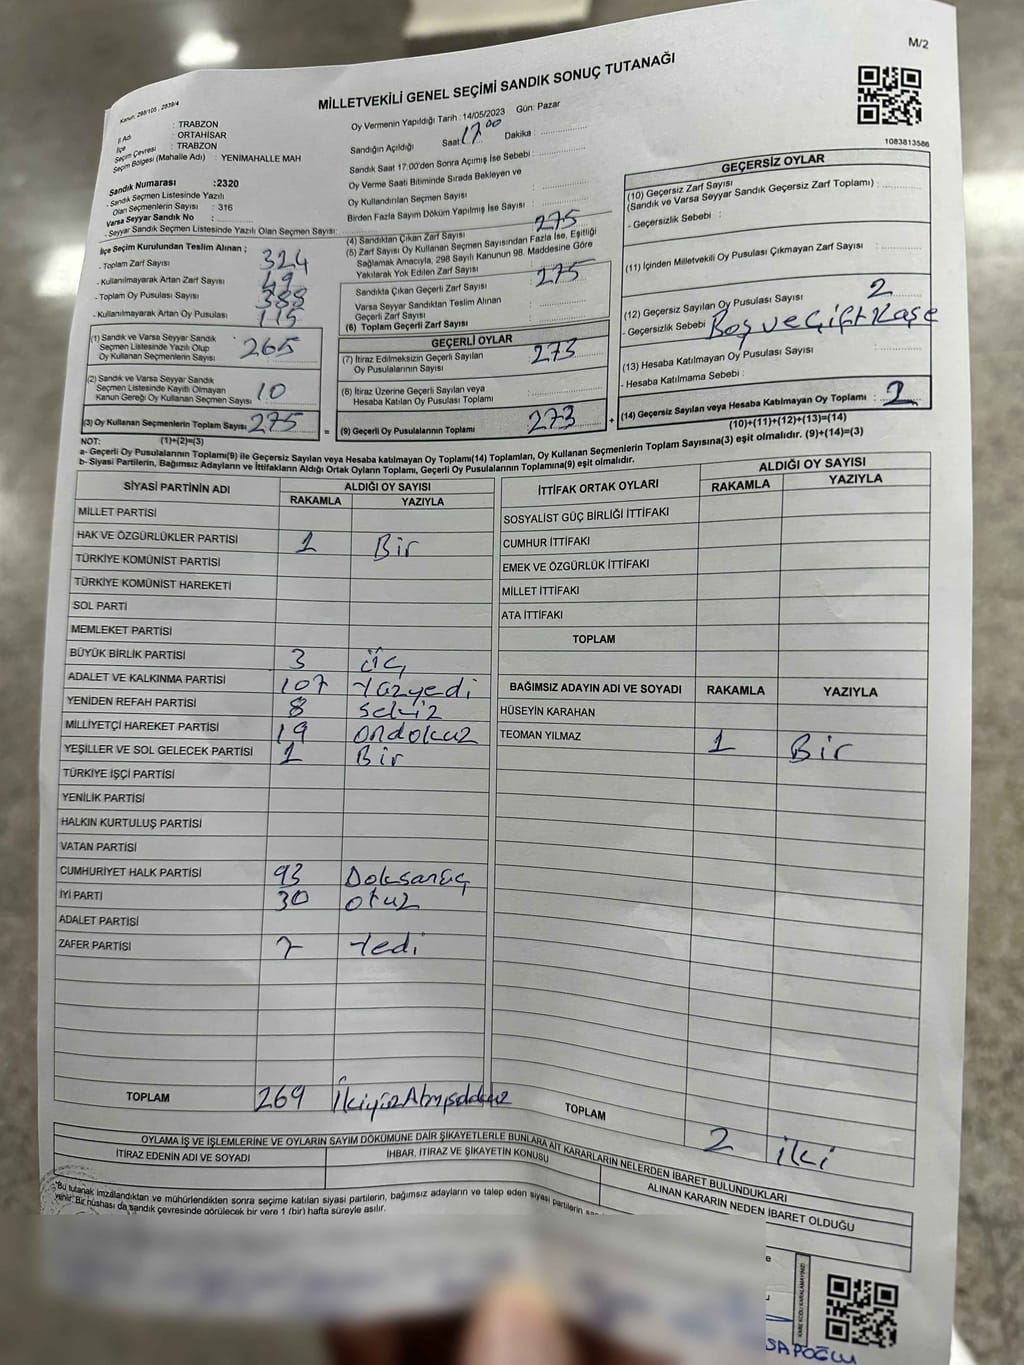 M/2
Kanun: 298/105 , 2839/4
MİLLETVEKİLİ GENEL SEÇİMİ SANDIK SONUÇ TUTANAĞI
1083813586
İl Adı : TRABZON
İlçe : ORTAHİSAR
Seçim Çevresi : TRABZON
Seçim Bölgesi (Mahalle Adı) : YENİMAHALLE MAH
Sandık Numarası :2320
- Sandık Seçmen Listesinde Yazılı
Olan Seçmenlerin Sayısı : 316
Varsa Seyyar Sandık No :
- Seyyar Sandık Seçmen Listesinde Yazılı Olan Seçmen Sayısı:
Oy Vermenin Yapıldığı Tarih : 14/05/2023 Gün: Pazar
Sandığın Açıldığı Saat 17 00 Dakika :
Sandık Saat 17:00'den Sonra Açımış İse Sebebi :
Oy Verme Saati Bitiminde Sırada Bekleyen ve
Oy Kullandırılan Seçmen Sayısı :
Birden Fazla Sayım Döküm Yapılmış İse Sayısı :
İlçe Seçim Kurulundan Teslim Alınan ;
- Toplam Zarf Sayısı 324
- Kullanılmayarak Artan Zarf Sayısı 49
- Toplam Oy Pusulası Sayısı 388
- Kullanılmayarak Artan Oy Pusulası 115
(1) Sandık ve Varsa Seyyar Sandık
Seçmen Listesinde Yazılı Olup
Oy Kullanan Seçmenlerin Sayısı : 265
(2) Sandık ve Varsa Seyyar Sandık
Seçmen Listesinde Kayıtlı Olmayan
Kanun Gereği Oy Kullanan Seçmen Sayısı : 10
(3) Oy Kullanan Seçmenlerin Toplam Sayısı : 275
(1)+(2)=(3)
(4) Sandıktan Çıkan Zarf Sayısı : 275
(5) Zarf Sayısı Oy Kullanan Seçmen Sayısından Fazla İse, Eşitliği
Sağlamak Amacıyla, 298 Sayılı Kanunun 98. Maddesine Göre
Yakılarak Yok Edilen Zarf Sayısı :
Sandıkta Çıkan Geçerli Zarf Sayısı : 275
Varsa Seyyar Sandıktan Teslim Alınan
Geçerli Zarf Sayısı :
(6) Toplam Geçerli Zarf Sayısı :
GEÇERLİ OYLAR
(7) İtiraz Edilmeksizin Geçerli Sayılan
Oy Pusulalarının Sayısı : 273
(8) İtiraz Üzerine Geçerli Sayılan veya
Hesaba Katılan Oy Pusulası Toplamı :
= (9) Geçerli Oy Pusulalarının Toplamı : 273
GEÇERSİZ OYLAR
(10) Geçersiz Zarf Sayısı
(Sandık ve Varsa Seyyar Sandık Geçersiz Zarf Toplamı) :
- Geçersizlik Sebebi :
(11) İçinden Milletvekili Oy Pusulası Çıkmayan Zarf Sayısı :
(12) Geçersiz Sayılan Oy Pusulası Sayısı : 2
- Geçersizlik Sebebi : Boş ve Çift Kaşe
(13) Hesaba Katılmayan Oy Pusulası Sayısı :
- Hesaba Katılmama Sebebi :
+ (14) Geçersiz Sayılan veya Hesaba Katılmayan Oy Toplamı : 2
(10)+(11)+(12)+(13)=(14)
NOT:
a- Geçerli Oy Pusulalarının Toplamı(9) ile Geçersiz Sayılan veya Hesaba katılmayan Oy Toplamı(14) Toplamları, Oy Kullanan Seçmenlerin Toplam Sayısına(3) eşit olmalıdır. (9)+(14)=(3)
b- Siyasi Partilerin, Bağımsız Adayların ve İttifakların Aldığı Ortak Oyların Toplamı, Geçerli Oy Pusulalarının Toplamına(9) eşit olmalıdır.
SİYASİ PARTİNİN ADI ALDIĞI OY SAYISI
RAKAMLA YAZIYLA
MİLLET PARTİSİ
HAK VE ÖZGÜRLÜKLER PARTİSİ 1 Bir
TÜRKİYE KOMÜNİST PARTİSİ
TÜRKİYE KOMÜNİST HAREKETİ
SOL PARTİ
MEMLEKET PARTİSİ
BÜYÜK BİRLİK PARTİSİ 3 üç
ADALET VE KALKINMA PARTİSİ 107 Yüzyedi
YENİDEN REFAH PARTİSİ 8 Sekiz
MİLLİYETÇİ HAREKET PARTİSİ 19 ondokuz
YEŞİLLER VE SOL GELECEK PARTİSİ 1 Bir
TÜRKİYE İŞÇİ PARTİSİ
YENİLİK PARTİSİ
HALKIN KURTULUŞ PARTİSİ
VATAN PARTİSİ
CUMHURİYET HALK PARTİSİ 93 Doksanüç
İYİ PARTİ 30 otuz
ADALET PARTİSİ
ZAFER PARTİSİ 7 Yedi
TOPLAM 269 İkiyüzAltmışdokuz
İTTİFAK ORTAK OYLARI ALDIĞI OY SAYISI
RAKAMLA YAZIYLA
SOSYALİST GÜÇ BİRLİĞİ İTTİFAKI
CUMHUR İTTİFAKI
EMEK VE ÖZGÜRLÜK İTTİFAKI
MİLLET İTTİFAKI
ATA İTTİFAKI
TOPLAM
BAĞIMSIZ ADAYIN ADI VE SOYADI RAKAMLA YAZIYLA
HÜSEYİN KARAHAN
TEOMAN YILMAZ 1 Bir
TOPLAM 2 iki
OYLAMA İŞ VE İŞLEMLERİNE VE OYLARIN SAYIM DÖKÜMÜNE DAİR ŞİKAYETLERLE BUNLARA AİT KARARLARIN NELERDEN İBARET BULUNDUKLARI
İTİRAZ EDENİN ADI VE SOYADI İHBAR, İTİRAZ VE ŞİKAYETİN KONUSU ALINAN KARARIN NEDEN İBARET OLDUĞU
"Bu tutanak imzalandıktan ve mühürlendikten sonra seçime katılan siyasi partilerin, bağımsız adayların ve talep eden siyasi partilerin
verilir. Bir nüshası da sandık çevresinde görülecek bir yere 1 (bir) hafta süreyle asılır.
KARE KODU KARALAMAYINIZ!
SAPOĞLU